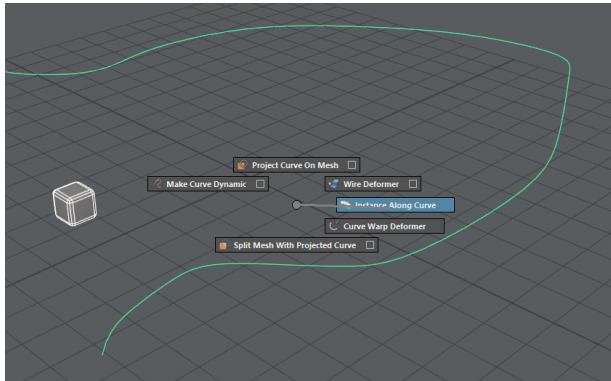 Project Curve On Mesh
Make Curve Dynamic
Wire Deformer
Instance Along Curve
Curve Warp Deformer
Split Mesh With Projected Curve